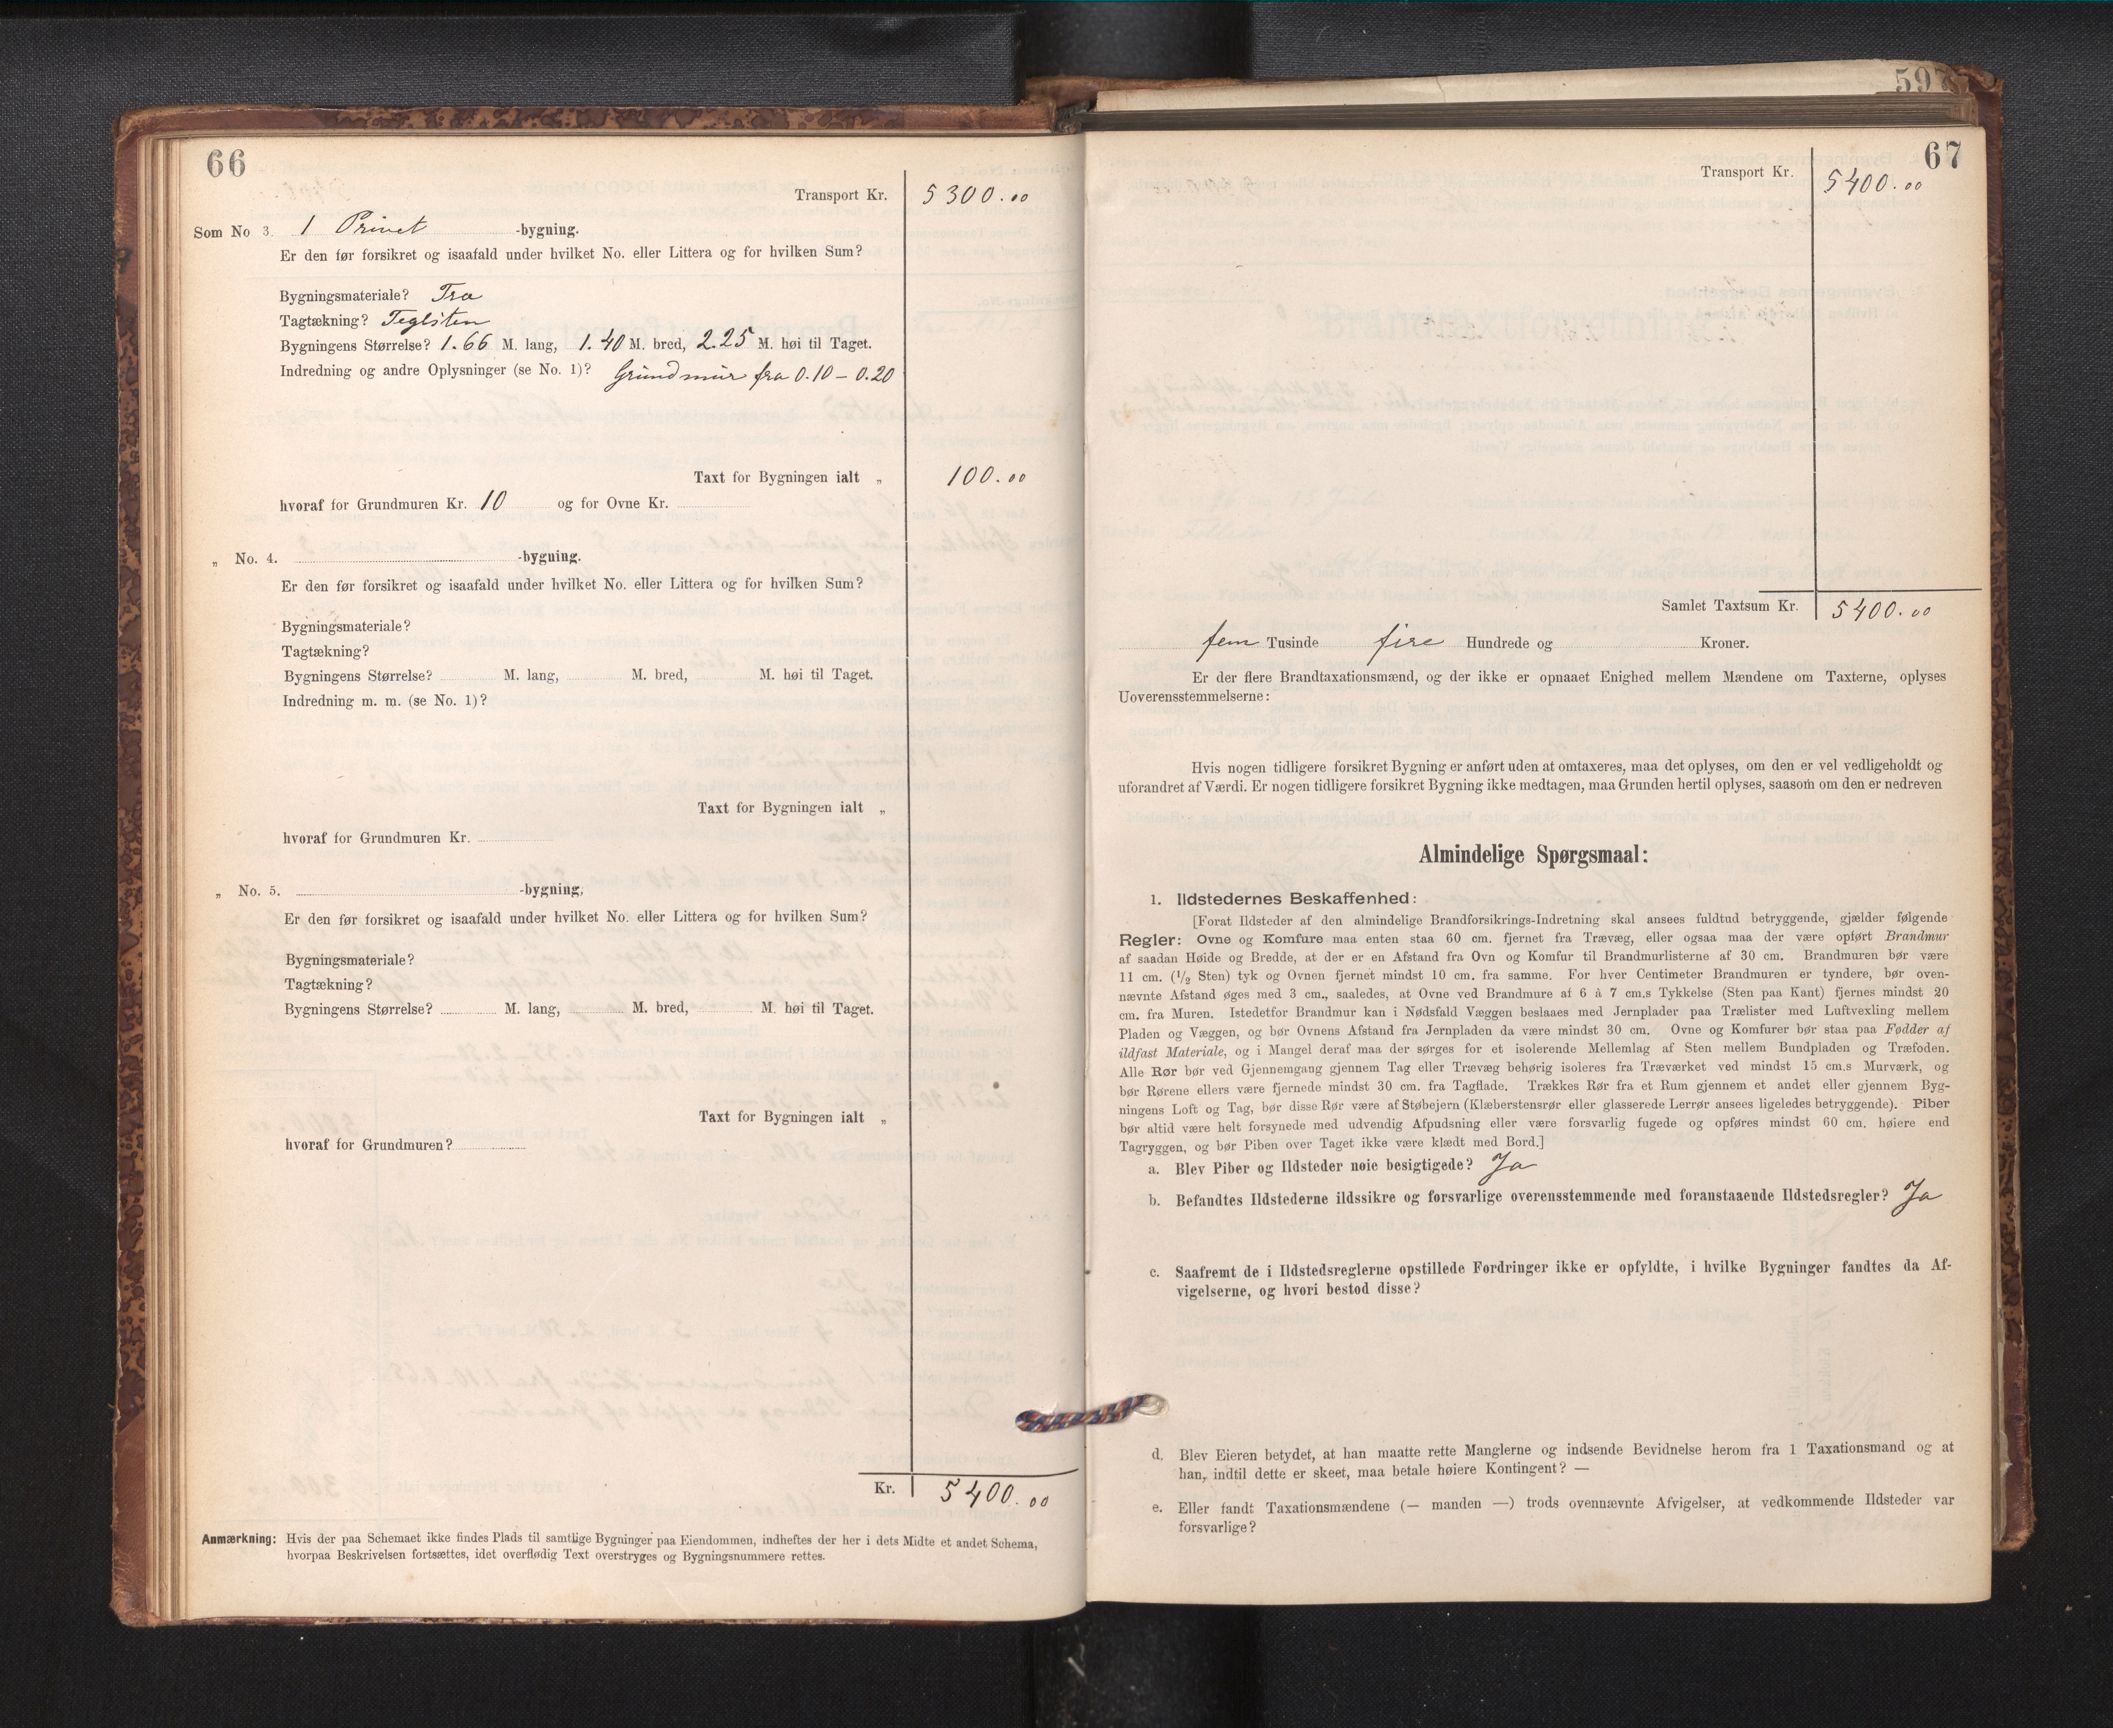 66
Transport Kr. 5300.00
Som No 3. 1 Privet -bygning.
Er den før forsikret og isaafald under hvilket No. eller Littera og for hvilken Sum?
Bygningsmateriale? Træ
Tagtækning? Teglsten
Bygningens Størrelse? 1.66 M. lang, 1.40 M. bred, 2.25 M. høi til Taget.
Indredning og andre Oplysninger (se No. 1)? Grundmur fra 0.10 – 0.20
Taxt for Bygningen ialt „ 100.00
hvoraf for Grundmuren Kr. 10 og for Ovne Kr.
„ No. 4. -bygning.
Er den før forsikret og isaafald under hvilket No. eller Littera og for hvilken Sum?
Bygningsmateriale?
Tagtækning?
Bygningens Størrelse? M. lang, M. bred, M. høi til Taget.
Indredning m. m. (se No. 1)?
Taxt for Bygningen ialt „
hvoraf for Grundmuren Kr.
„ No. 5. -bygning,
Er den før forsikret og isaafald under hvilket No. eller Littera og for hvilken Sum?
Bygningsmateriale?
Tagtækning?
Bygningens Størrelse? M. lang, M. bred, M. høi til Taget.
Taxt for Bygningen ialt „
hvoraf for Grundmuren?
Kr. 5400.00
Anmærkning: Hvis der paa Schemaet ikke findes Plads til samtlige Bygninger paa Eiendommen, indheftes der her i dets Midte et andet Schema,
hvorpaa Beskrivelsen fortsættes, idet overflødig Text overstryges og Bygningsnummere rettes.
597
67
Transport Kr. 5400.00
Samlet Taxtsum Kr. 5400.00
fem Tusinde fire Hundrede og Kroner.
Er der flere Brandtaxationsmænd, og der ikke er opnaaet Enighed mellem Mændene om Taxterne, oplyses
Uoverensstemmelserne:
Hvis nogen tidligere forsikret Bygning er anført uden at omtaxeres, maa det oplyses, om den er vel vedligeholdt og
uforandret af Værdi. Er nogen tidligere forsikret Bygning ikke medtagen, maa Grunden hertil oplyses, saasom om den er nedreven
Almindelige Spørgsmaal:
1. Ildstedernes Beskaffenhed:
[Forat Ildsteder af den almindelige Brandforsikrings-Indretning skal ansees fuldtud betryggende, gjælder følgende
Regler: Ovne og Komfure maa enten staa 60 cm. fjernet fra Trævæg, eller ogsaa maa der være opført Brandmur
af saadan Høide og Bredde, at der er en Afstand fra Ovn og Komfur til Brandmurlisterne af 30 cm. Brandmuren bør være
11 cm. (1/2 Sten) tyk og Ovnen fjernet mindst 10 cm. fra samme. For hver Centimeter Brandmuren er tyndere, bør oven-
nævnte Afstand øges med 3 cm., saaledes, at Ovne ved Brandmure af 6 à 7 cm.s Tykkelse (Sten paa Kant) fjernes mindst 20
cm. fra Muren. Istedetfor Brandmur kan i Nødsfald Væggen beslaaes med Jernplader paa Trælister med Luftvexling mellem
Pladen og Væggen, og bør Ovnens Afstand fra Jernpladen da være mindst 30 cm. Ovne og Komfurer bør staa paa Fødder af
ildfast Materiale, og i Mangel deraf maa der sørges for et isolerende Mellemlag af Sten mellem Bundpladen og Træfoden.
Alle Rør bør ved Gjennemgang gjennem Tag eller Trævæg behørig isoleres fra Træværket ved mindst 15 cm.s Murværk, og
bør Rørene ellers være fjernede mindst 30 cm. fra Tagflade. Trækkes Rør fra et Rum gjennem et andet eller gjennem Byg-
ningens Loft og Tag, bør disse Rør være af Støbejern (Klæberstensrør eller glasserede Lerrør ansees ligeledes betryggende). Piber
bør altid være helt forsynede med udvendig Afpudsning eller være forsvarlig fugede og opføres mindst 60 cm. høiere end
Tagryggen, og bør Piben over Taget ikke være klædt med Bord.]
a. Blev Piber og Ildsteder nøie besigtigede? Ja
b. Befandtes Ildstederne ildssikre og forsvarlige overensstemmende med foranstaaende Ildstedsregler? Ja
c. Saafremt de i Ildstedsreglerne opstillede Fordringer ikke er opfyldte, i hvilke Bygninger fandtes da Af-
vigelserne, og hvori bestod disse?
d. Blev Eieren betydet, at han maatte rette Manglerne og indsende Bevidnelse herom fra 1 Taxationsmand og at
han, indtil dette er skeet, maa betale høiere Kontingent? —
e. Eller fandt Taxationsmændene (— manden —) trods ovennævnte Afvigelser, at vedkommende Ildsteder var
forsvarlige?